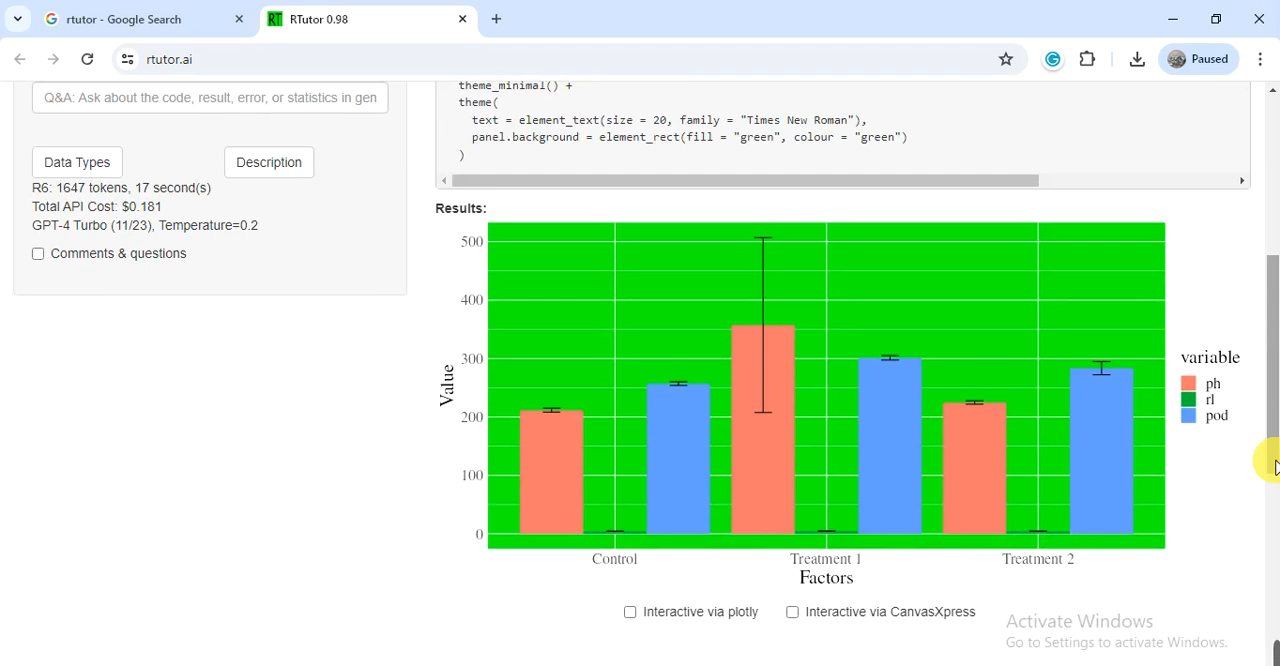 rtutor - Google Search
RT RTutor 0.98
rtutor.ai
Paused
Q&A: Ask about the code, result, error, or statistics in gen
Data Types
Description
R6: 1647 tokens, 17 second(s)
Total API Cost: $0.181
GPT-4 Turbo (11/23), Temperature=0.2
Comments & questions
theme_minimal() +
theme(
text = element_text(size = 20, family = "Times New Roman"),
panel.background = element_rect(fill = "green", colour = "green")
)
Results:
500
400
300
200
100
0
Value
Control
Treatment 1
Treatment 2
Factors
variable
ph
rl
pod
Interactive via plotly
Interactive via CanvasXpress
Activate Windows
Go to Settings to activate Windows.